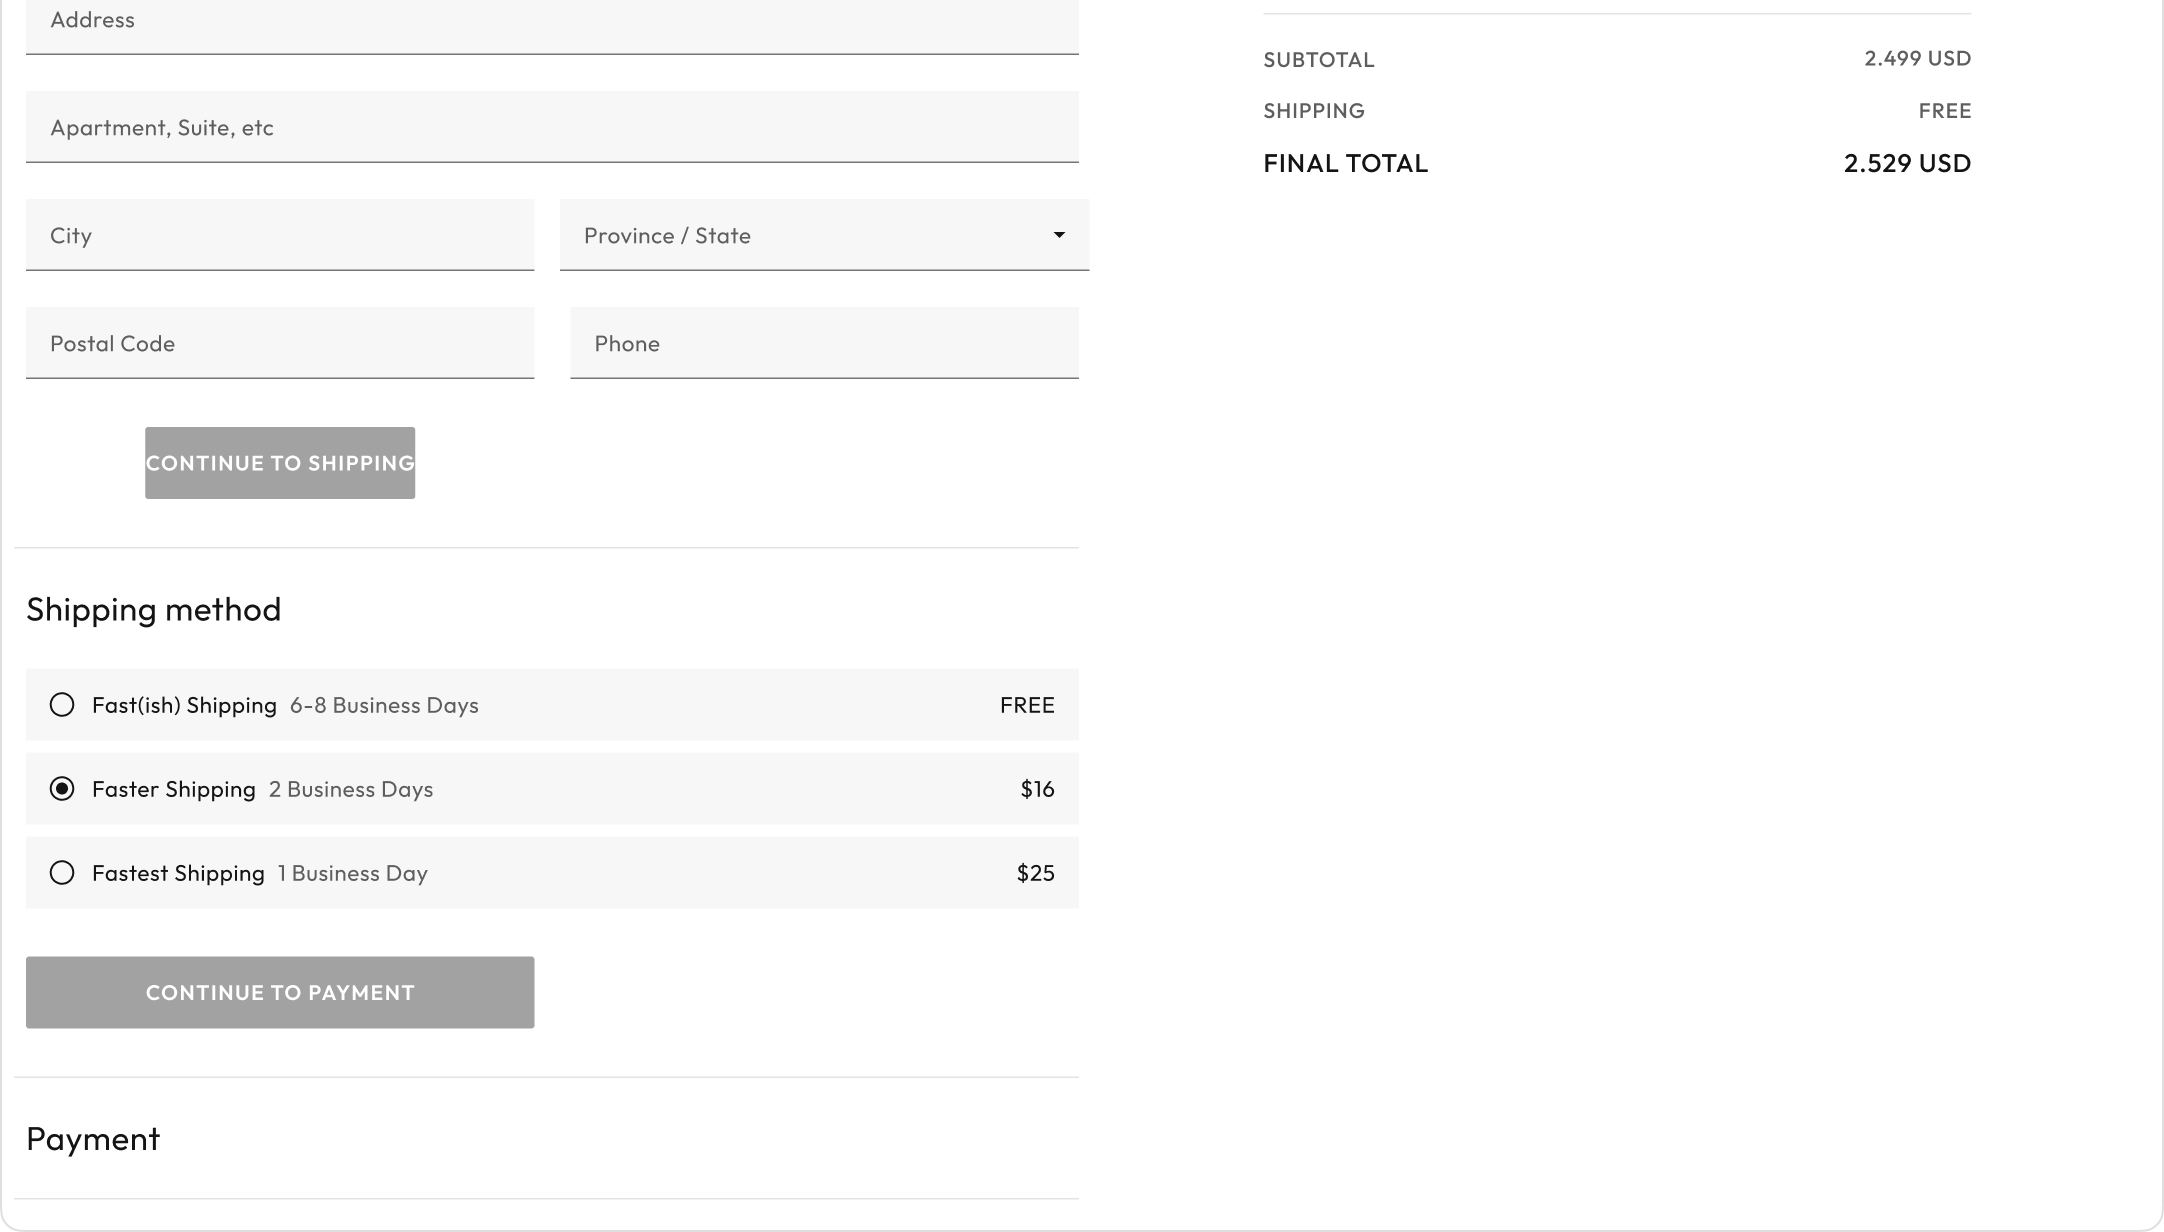 Address
Apartment, Suite, etc
City
Province / State
Postal Code
Phone
CONTINUE TO SHIPPING
Shipping method
Fast(ish) Shipping 6-8 Business Days FREE
Faster Shipping 2 Business Days $16
Fastest Shipping 1 Business Day $25
CONTINUE TO PAYMENT
Payment
SUBTOTAL 2.499 USD
SHIPPING FREE
FINAL TOTAL 2.529 USD